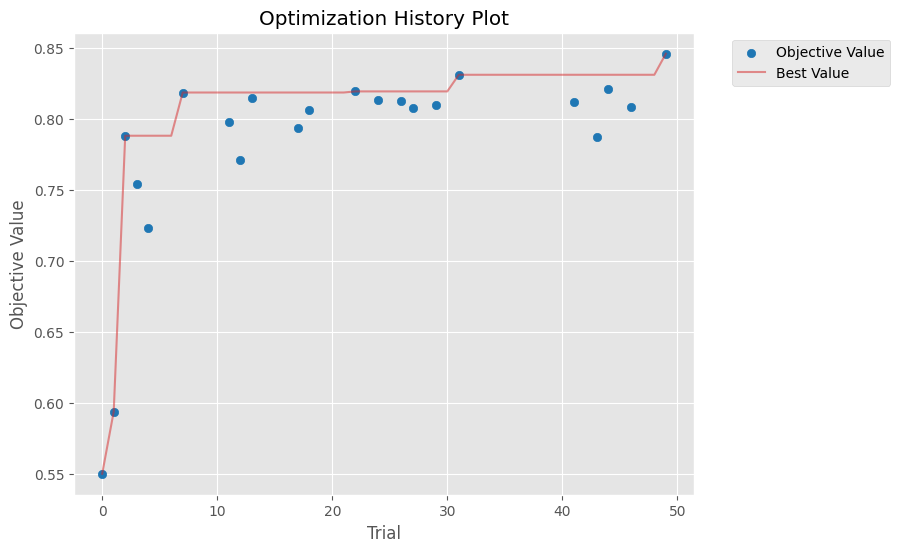 Optimization History Plot
Objective Value
Best Value
0.85
0.80
0.75
0.70
0.65
0.60
0.55
Objective Value
0
10
20
30
40
50
Trial